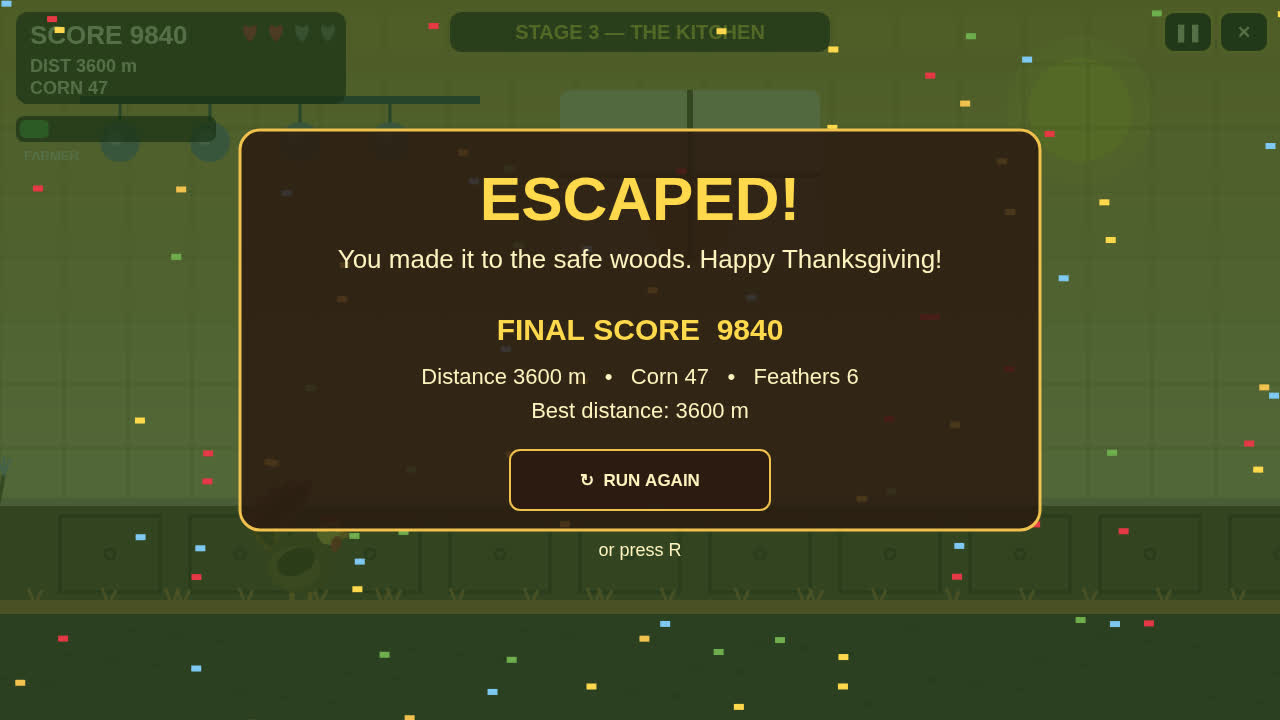 SCORE 9840
DIST 3600 m
CORN 47
FARMER
STAGE 3 — THE KITCHEN
❚❚ ✕
ESCAPED!
You made it to the safe woods. Happy Thanksgiving!
FINAL SCORE 9840
Distance 3600 m • Corn 47 • Feathers 6
Best distance: 3600 m
↻ RUN AGAIN
or press R